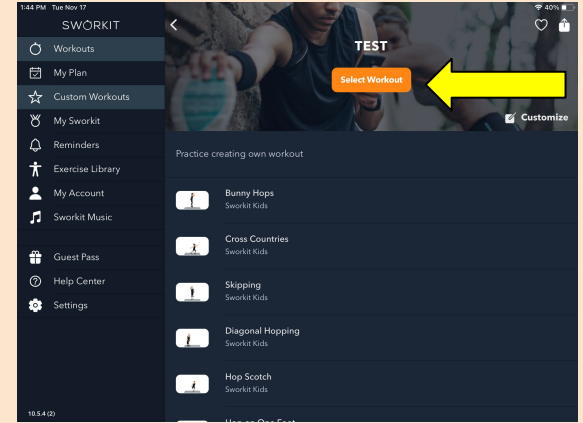 1:44 PM Tue Nov 17
40%
SWORKIT
Workouts
My Plan
Custom Workouts
My Sworkit
Reminders
Exercise Library
My Account
Sworkit Music
Guest Pass
Help Center
Settings
10.5.4 (2)
TEST
Select Workout
Customize
Practice creating own workout
Bunny Hops
Sworkit Kids
Cross Countries
Sworkit Kids
Skipping
Sworkit Kids
Diagonal Hopping
Sworkit Kids
Hop Scotch
Sworkit Kids